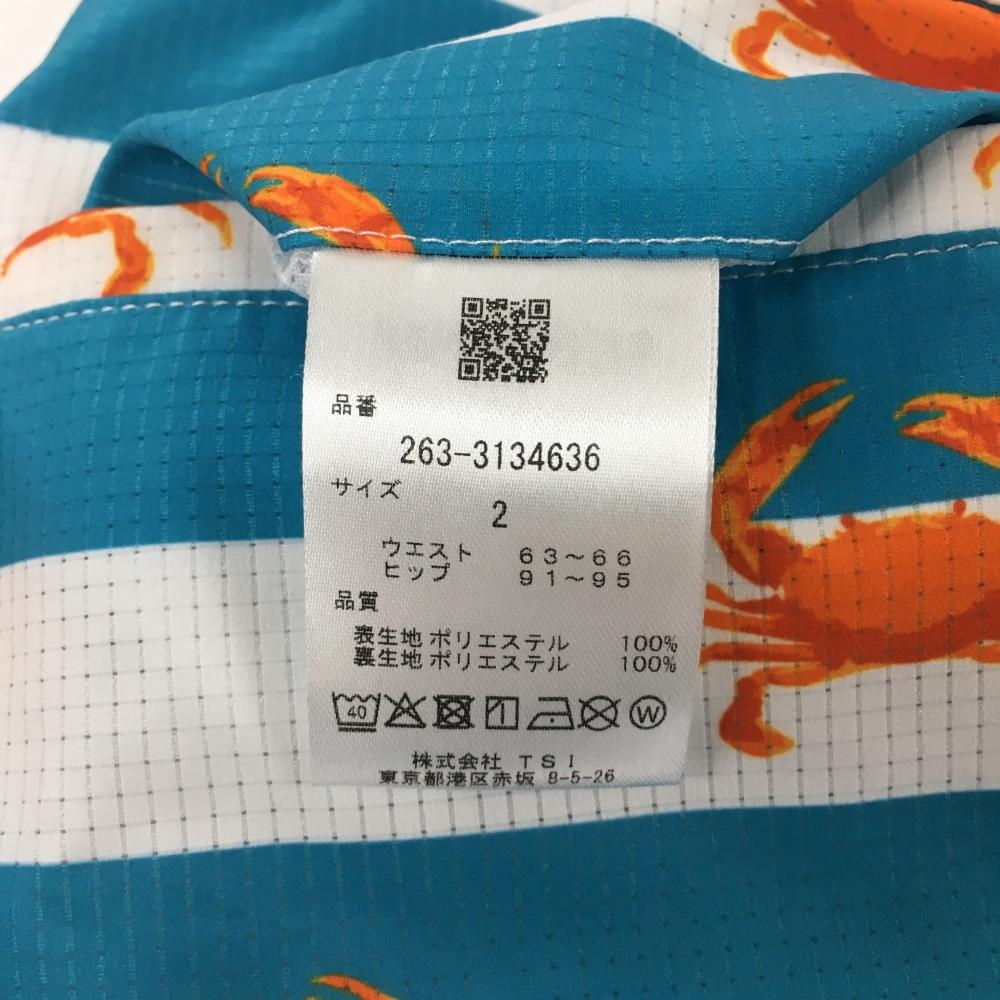 品番
263-3134636
サイズ
2
ウエスト 63～66
ヒップ 91～95
品質
表生地 ポリエステル 100%
裏生地 ポリエステル 100%
40 W
株式会社 TSI
東京都港区赤坂 8-5-26